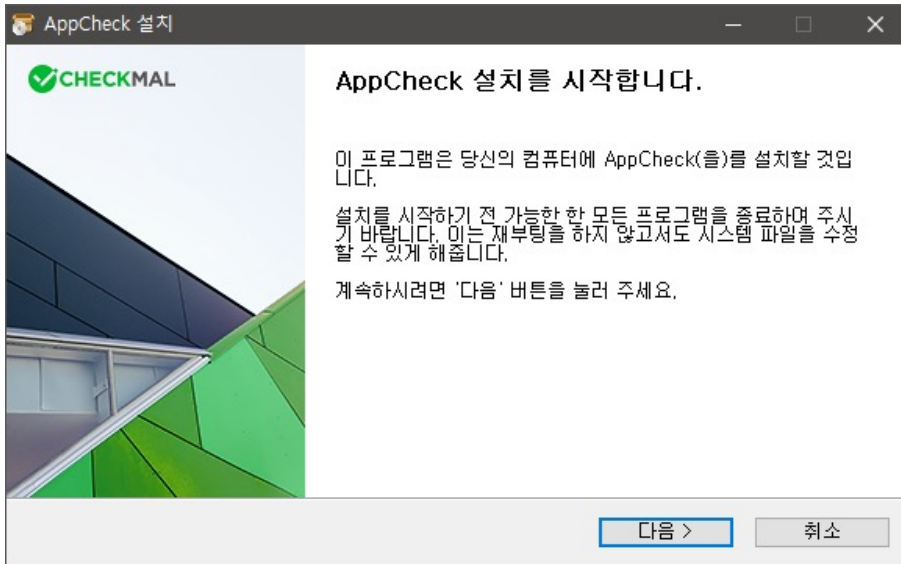 AppCheck 설치
CHECKMAL
AppCheck 설치를 시작합니다.
이 프로그램은 당신의 컴퓨터에 AppCheck(을)를 설치할 것입
니다.
설치를 시작하기 전 가능한 한 모든 프로그램을 종료하여 주시
기 바랍니다. 이는 재부팅을 하지 않고서도 시스템 파일을 수정
할 수 있게 해줍니다.
계속하시려면 '다음' 버튼을 눌러 주세요.
다음 >
취소